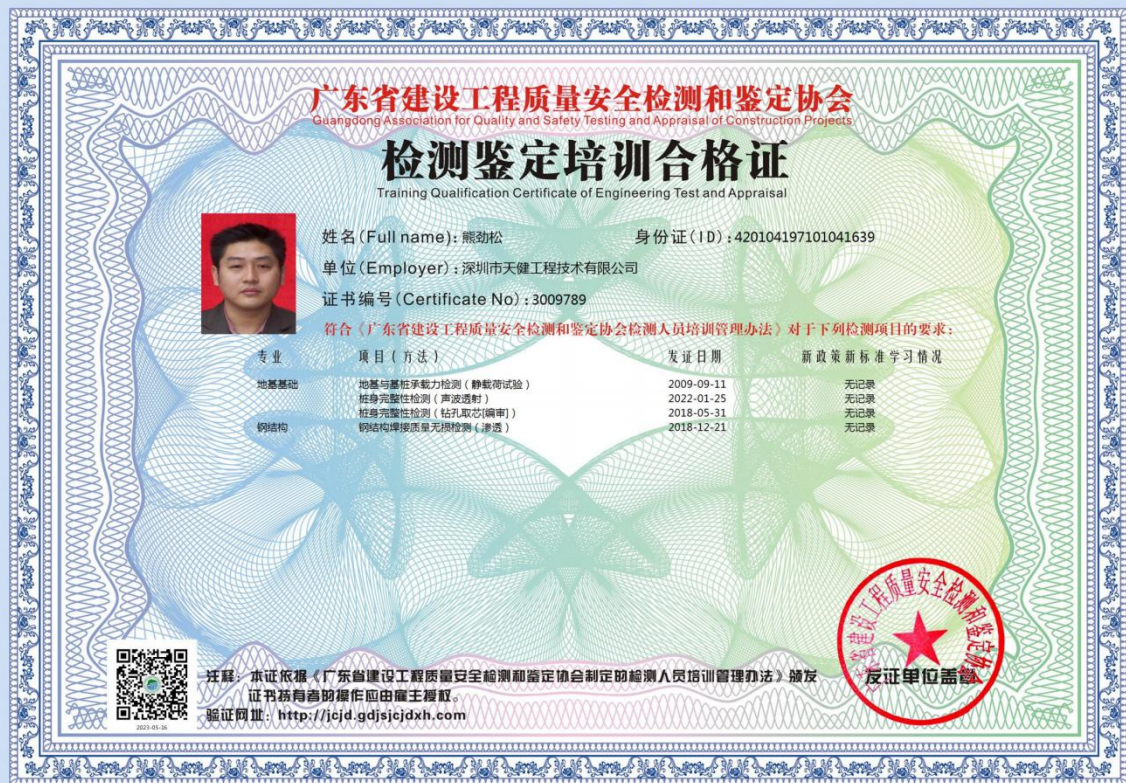 广东省建设工程质量安全检测和鉴定协会
Guangdong Association for Quality and Safety Testing and Appraisal of Construction Projects
检测鉴定培训合格证
Training Qualification Certificate of Engineering Test and Appraisal
姓名(Full name): 熊劲松 身份证(ID): 420104197101041639
单位(Employer): 深圳市天健工程技术有限公司
证书编号(Certificate No): 3009789
符合《广东省建设工程质量安全检测和鉴定协会检测人员培训管理办法》对于下列检测项目的要求:
专业 项目(方法) 发证日期 新政策新标准学习情况
地基基础 地基与基桩承载力检测(静载荷试验) 2009-09-11 无记录
桩身完整性检测(声波透射) 2022-01-25 无记录
桩身完整性检测(钻孔取芯[编审]) 2018-05-31 无记录
钢结构 钢结构焊接质量无损检测(渗透) 2018-12-21 无记录
广东省建设工程质量安全检测和鉴定协会
发证单位盖章
注释: 本证依据《广东省建设工程质量安全检测和鉴定协会制定的检测人员培训管理办法》颁发
证书持有者的操作应由雇主授权。
验证网址: http://jcjd.gdjsjcjdxh.com
2023-05-16